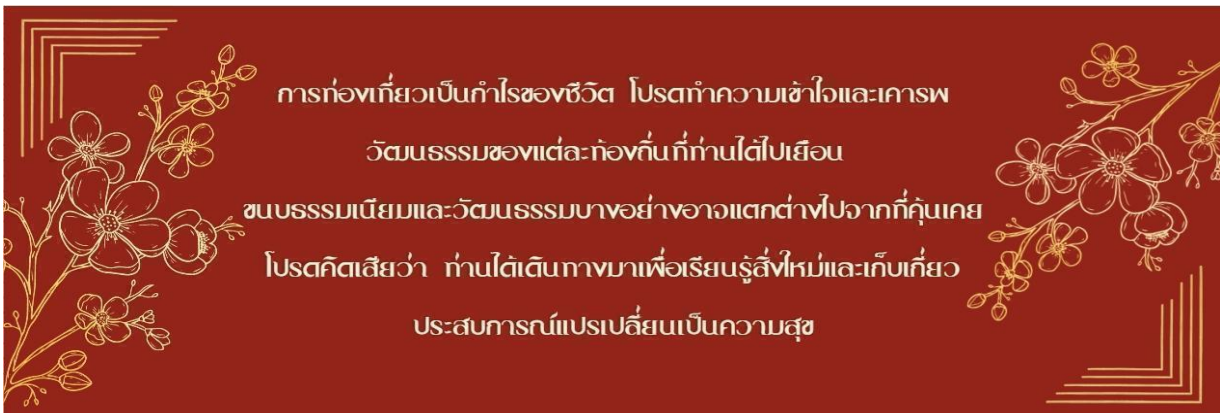 การท่องเที่ยวเป็นกำไรของชีวิต โปรดทำความเข้าใจและเคารพ
วัฒนธรรมของแต่ละท้องถิ่นที่ท่านได้ไปเยือน
ขนบธรรมเนียมและวัฒนธรรมบางอย่างอาจแตกต่างไปจากที่คุ้นเคย
โปรดคิดเสียว่า ท่านได้เดินทางมาเพื่อเรียนรู้สิ่งใหม่และเก็บเกี่ยว
ประสบการณ์แปรเปลี่ยนเป็นความสุข